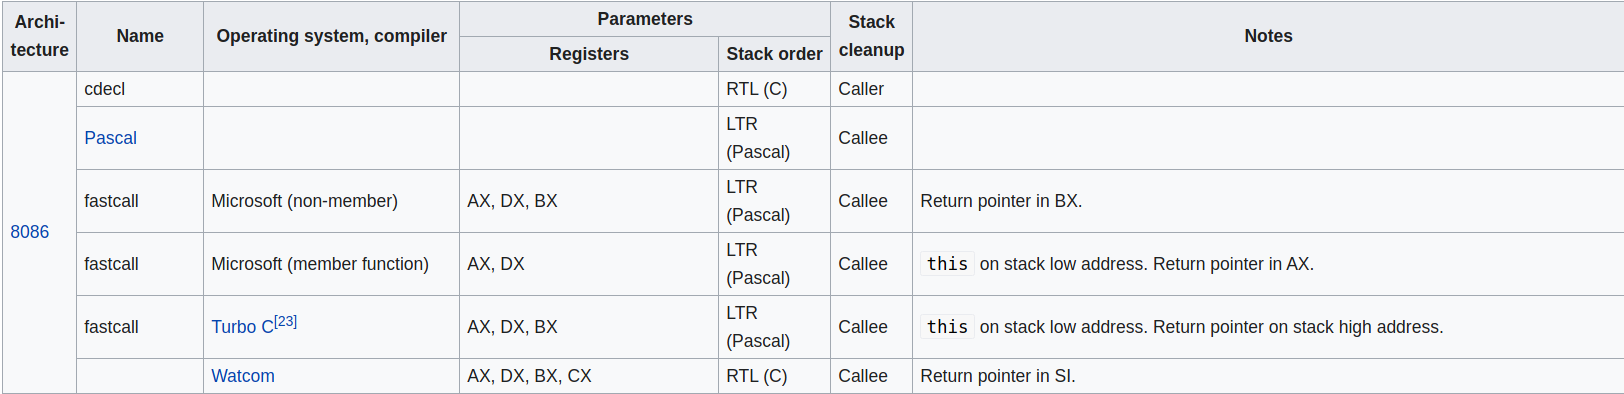 Archi-
tecture
Name
Operating system, compiler
Parameters
Registers
Stack order
Stack
cleanup
Notes
8086
cdecl
RTL (C)
Caller
Pascal
LTR
(Pascal)
Callee
fastcall
Microsoft (non-member)
AX, DX, BX
LTR
(Pascal)
Callee
Return pointer in BX.
fastcall
Microsoft (member function)
AX, DX
LTR
(Pascal)
Callee
this on stack low address. Return pointer in AX.
fastcall
Turbo C[23]
AX, DX, BX
LTR
(Pascal)
Callee
this on stack low address. Return pointer on stack high address.
Watcom
AX, DX, BX, CX
RTL (C)
Callee
Return pointer in SI.